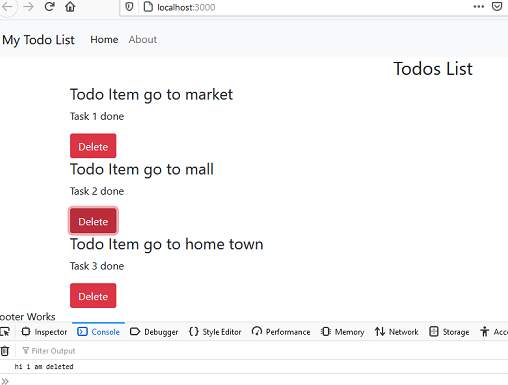 localhost:3000
My Todo List Home About
Todos List
Todo Item go to market
Task 1 done
Delete
Todo Item go to mall
Task 2 done
Delete
Todo Item go to home town
Task 3 done
Delete
ooter Works
Inspector Console Debugger Style Editor Performance Memory Network Storage Acce
Filter Output
hi i am deleted